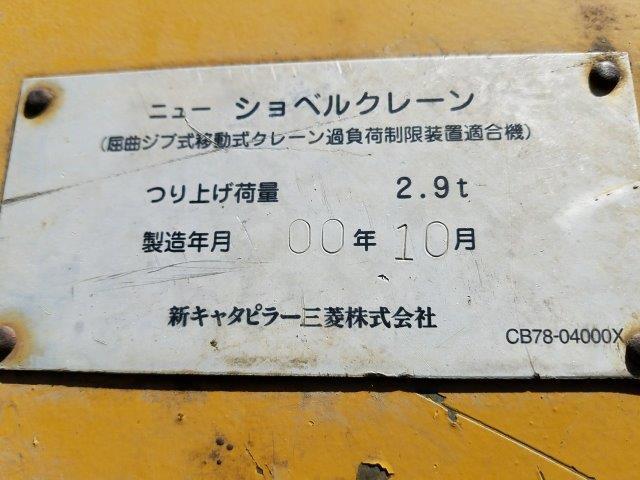 ニュー ショベルクレーン
(屈曲ジブ式移動式クレーン過負荷制限装置適合機)
つり上げ荷量 2.9t
製造年月 00年10月
新キャタピラー三菱株式会社
CB78-04000X